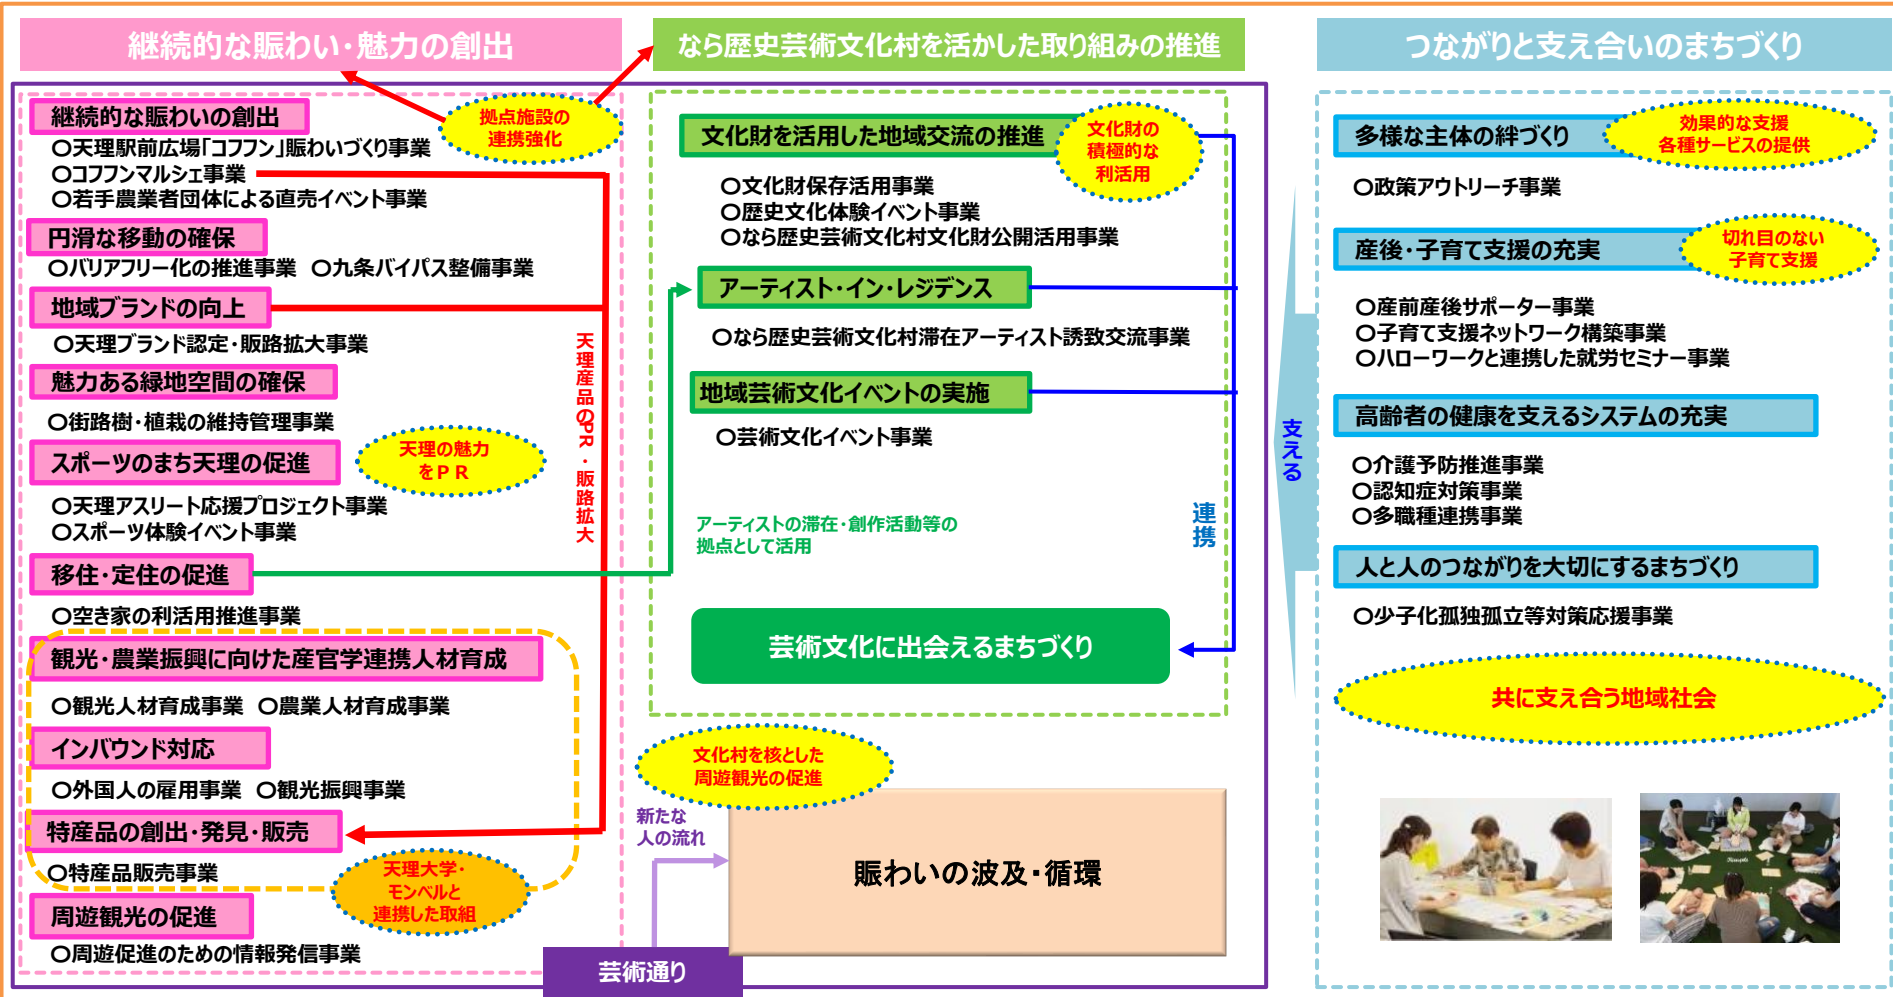 継続的な賑わい・魅力の創出
継続的な賑わいの創出
拠点施設の
連携強化
〇天理駅前広場「コフフン」賑わいづくり事業
〇コフフンマルシェ事業
〇若手農業者団体による直売イベント事業
円滑な移動の確保
〇バリアフリー化の推進事業 〇九条バイパス整備事業
地域ブランドの向上
〇天理ブランド認定・販路拡大事業
魅力ある緑地空間の確保
〇街路樹・植栽の維持管理事業
スポーツのまち天理の促進
天理の魅力
をPR
〇天理アスリート応援プロジェクト事業
〇スポーツ体験イベント事業
天理産品のPR・販路拡大
移住・定住の促進
〇空き家の利活用推進事業
観光・農業振興に向けた産官学連携人材育成
〇観光人材育成事業 〇農業人材育成事業
インバウンド対応
〇外国人の雇用事業 〇観光振興事業
特産品の創出・発見・販売
〇特産品販売事業
天理大学・
モンベルと
連携した取組
周遊観光の促進
〇周遊促進のための情報発信事業
芸術通り
なら歴史芸術文化村を活かした取り組みの推進
文化財を活用した地域交流の推進
文化財の
積極的な
利活用
〇文化財保存活用事業
〇歴史文化体験イベント事業
〇なら歴史芸術文化村文化財公開活用事業
アーティスト・イン・レジデンス
〇なら歴史芸術文化村滞在アーティスト誘致交流事業
地域芸術文化イベントの実施
〇芸術文化イベント事業
アーティストの滞在・創作活動等の
拠点として活用
連携
芸術文化に出会えるまちづくり
文化村を核とした
周遊観光の促進
新たな
人の流れ
賑わいの波及・循環
支える
つながりと支え合いのまちづくり
多様な主体の絆づくり
効果的な支援
各種サービスの提供
〇政策アウトリーチ事業
産後・子育て支援の充実
切れ目のない
子育て支援
〇産前産後サポーター事業
〇子育て支援ネットワーク構築事業
〇ハローワークと連携した就労セミナー事業
高齢者の健康を支えるシステムの充実
〇介護予防推進事業
〇認知症対策事業
〇多職種連携事業
人と人のつながりを大切にするまちづくり
〇少子化孤独孤立等対策応援事業
共に支え合う地域社会